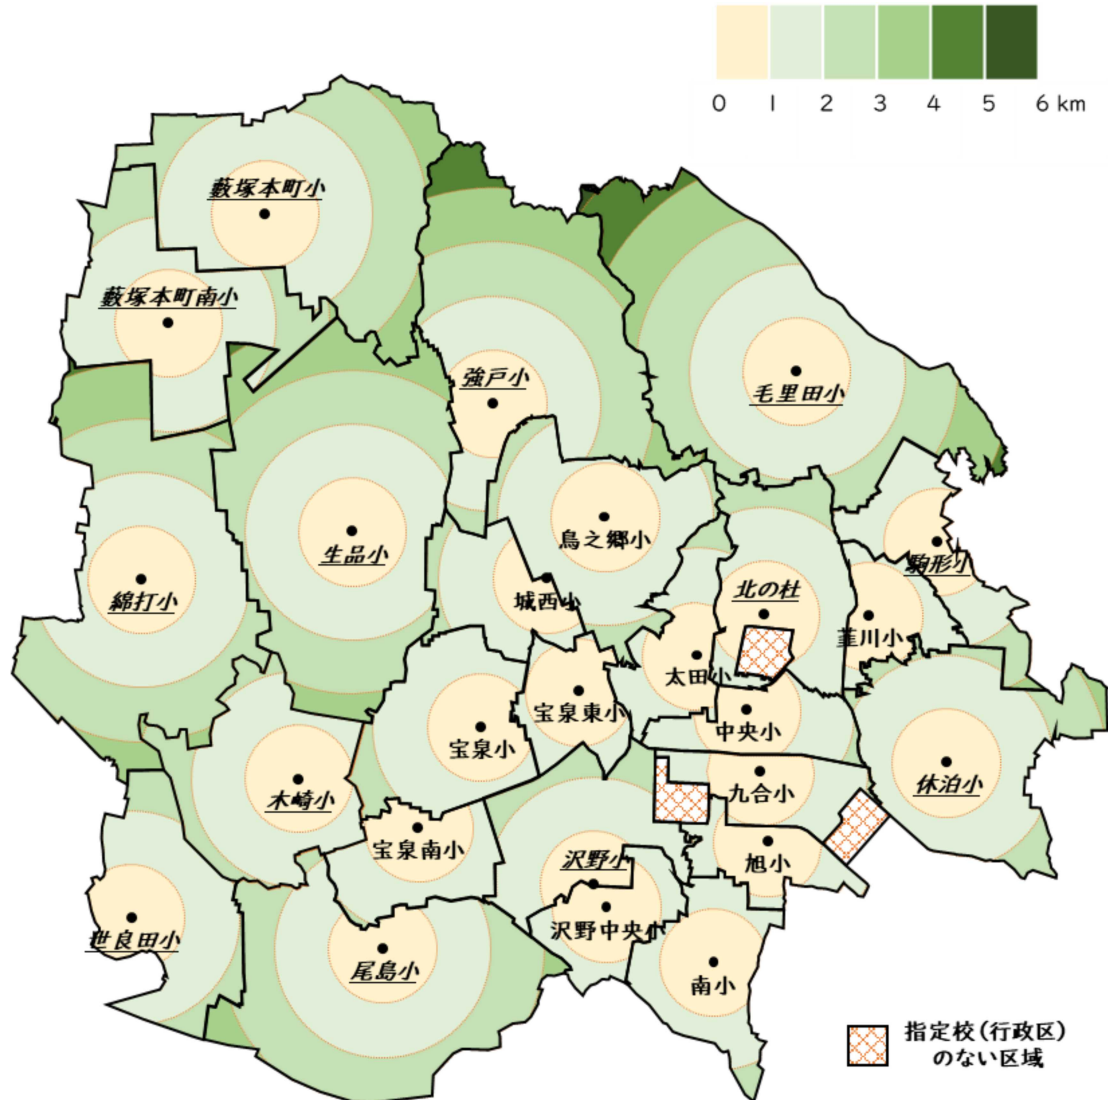 0 1 2 3 4 5 6 km
藪塚本町小
藪塚本町南小
強戸小
毛里田小
生品小
鳥之郷小
駒形小
綿打小
城西小
北の杜
韮川小
太田小
宝泉東小
中央小
宝泉小
木崎小
九合小
休泊小
宝泉南小
沢野小
旭小
世良田小
沢野中央小
尾島小
南小
指定校(行政区)
のない区域